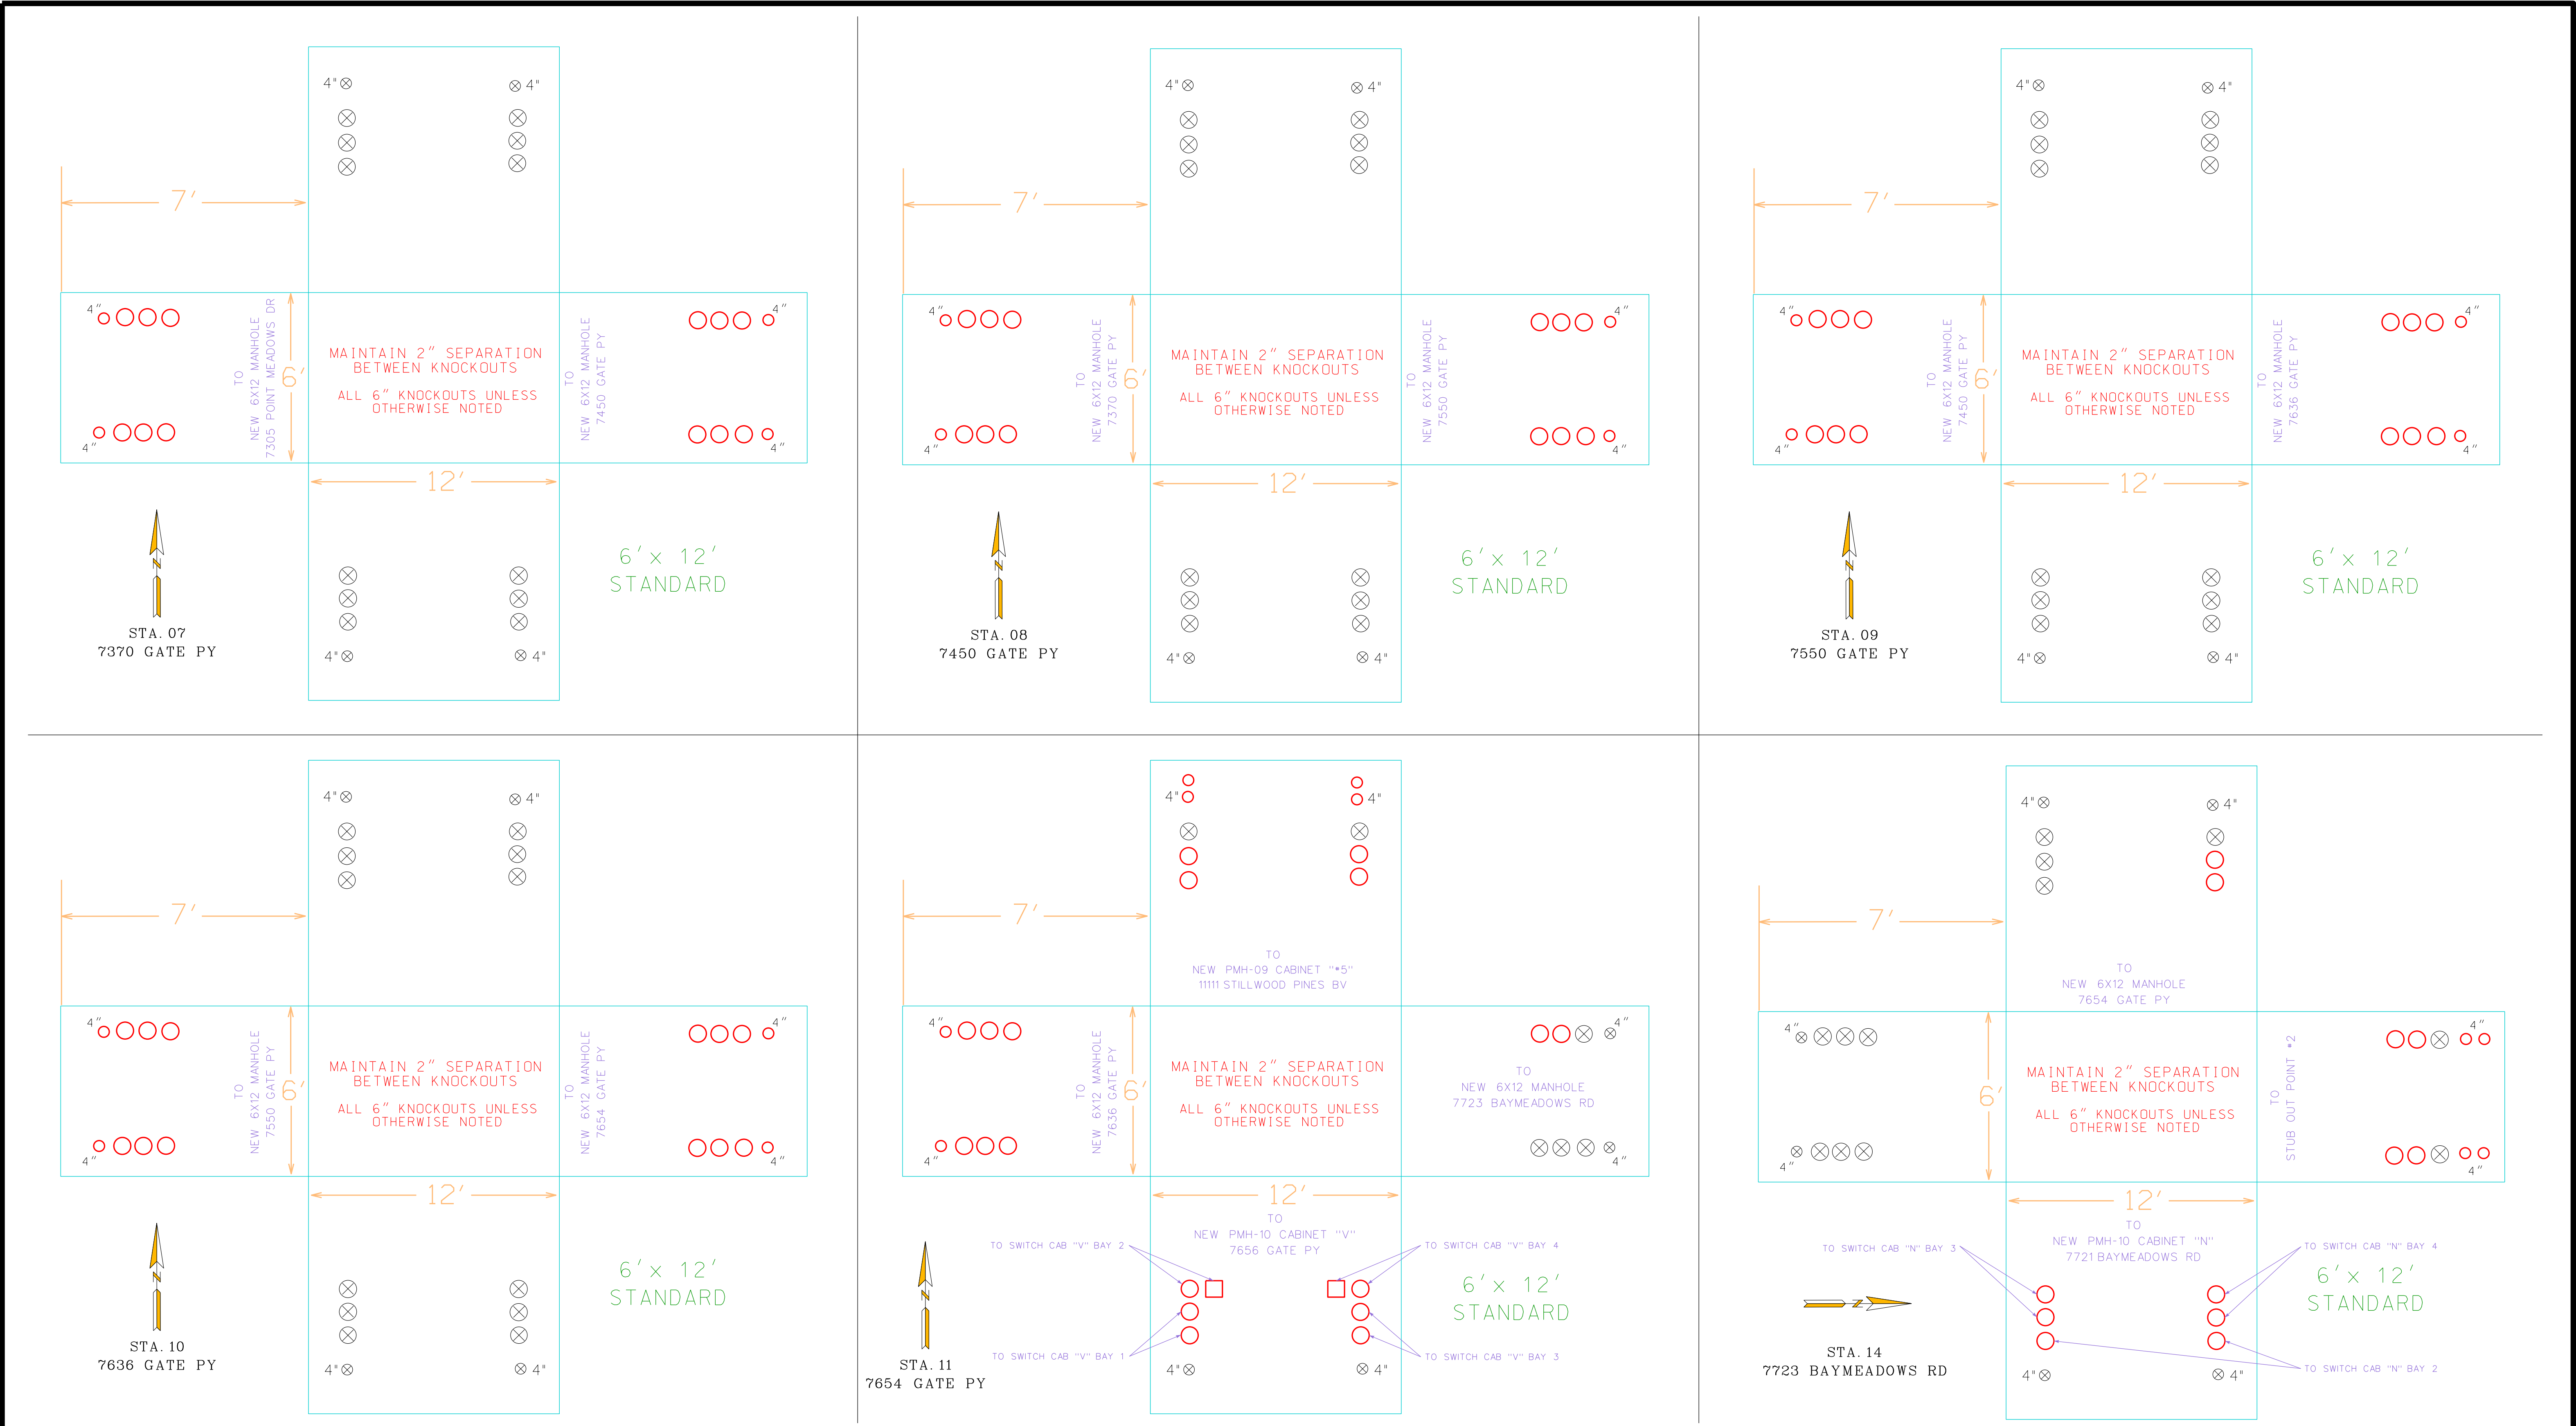 4" 4"
7'
4" 4"
TO
NEW 6X12 MANHOLE
7305 POINT MEADOWS DR
6'
MAINTAIN 2" SEPARATION
BETWEEN KNOCKOUTS
ALL 6" KNOCKOUTS UNLESS
OTHERWISE NOTED
TO
NEW 6X12 MANHOLE
7450 GATE PY
4" 4"
12'
N
6'x 12'
STANDARD
STA.07
7370 GATE PY
4" 4"
4" 4"
7'
4" 4"
TO
NEW 6X12 MANHOLE
7370 GATE PY
6'
MAINTAIN 2" SEPARATION
BETWEEN KNOCKOUTS
ALL 6" KNOCKOUTS UNLESS
OTHERWISE NOTED
TO
NEW 6X12 MANHOLE
7550 GATE PY
4" 4"
12'
N
6'x 12'
STANDARD
STA.08
7450 GATE PY
4" 4"
4" 4"
7'
4" 4"
TO
NEW 6X12 MANHOLE
7450 GATE PY
6'
MAINTAIN 2" SEPARATION
BETWEEN KNOCKOUTS
ALL 6" KNOCKOUTS UNLESS
OTHERWISE NOTED
TO
NEW 6X12 MANHOLE
7636 GATE PY
4" 4"
12'
N
6'x 12'
STANDARD
STA.09
7550 GATE PY
4" 4"
4" 4"
7'
4" 4"
TO
NEW 6X12 MANHOLE
7550 GATE PY
6'
MAINTAIN 2" SEPARATION
BETWEEN KNOCKOUTS
ALL 6" KNOCKOUTS UNLESS
OTHERWISE NOTED
TO
NEW 6X12 MANHOLE
7654 GATE PY
4" 4"
12'
N
6'x 12'
STANDARD
STA.10
7636 GATE PY
4" 4"
4" 4"
7'
TO
NEW PMH-09 CABINET "*5"
11111 STILLWOOD PINES BV
4" 4"
TO
NEW 6X12 MANHOLE
7636 GATE PY
6'
MAINTAIN 2" SEPARATION
BETWEEN KNOCKOUTS
ALL 6" KNOCKOUTS UNLESS
OTHERWISE NOTED
TO
NEW 6X12 MANHOLE
7723 BAYMEADOWS RD
4" 4"
12'
TO
NEW PMH-10 CABINET "V"
7656 GATE PY
TO SWITCH CAB "V" BAY 2
TO SWITCH CAB "V" BAY 4
N
6'x 12'
STANDARD
TO SWITCH CAB "V" BAY 1
TO SWITCH CAB "V" BAY 3
STA.11
7654 GATE PY
4" 4"
4" 4"
7'
TO
NEW 6X12 MANHOLE
7654 GATE PY
4" 4"
6'
MAINTAIN 2" SEPARATION
BETWEEN KNOCKOUTS
ALL 6" KNOCKOUTS UNLESS
OTHERWISE NOTED
TO
STUB OUT POINT *2
4" 4"
12'
TO
NEW PMH-10 CABINET "N"
7721 BAYMEADOWS RD
TO SWITCH CAB "N" BAY 3
TO SWITCH CAB "N" BAY 4
6'x 12'
STANDARD
N
STA.14
7723 BAYMEADOWS RD
TO SWITCH CAB "N" BAY 2
4" 4"